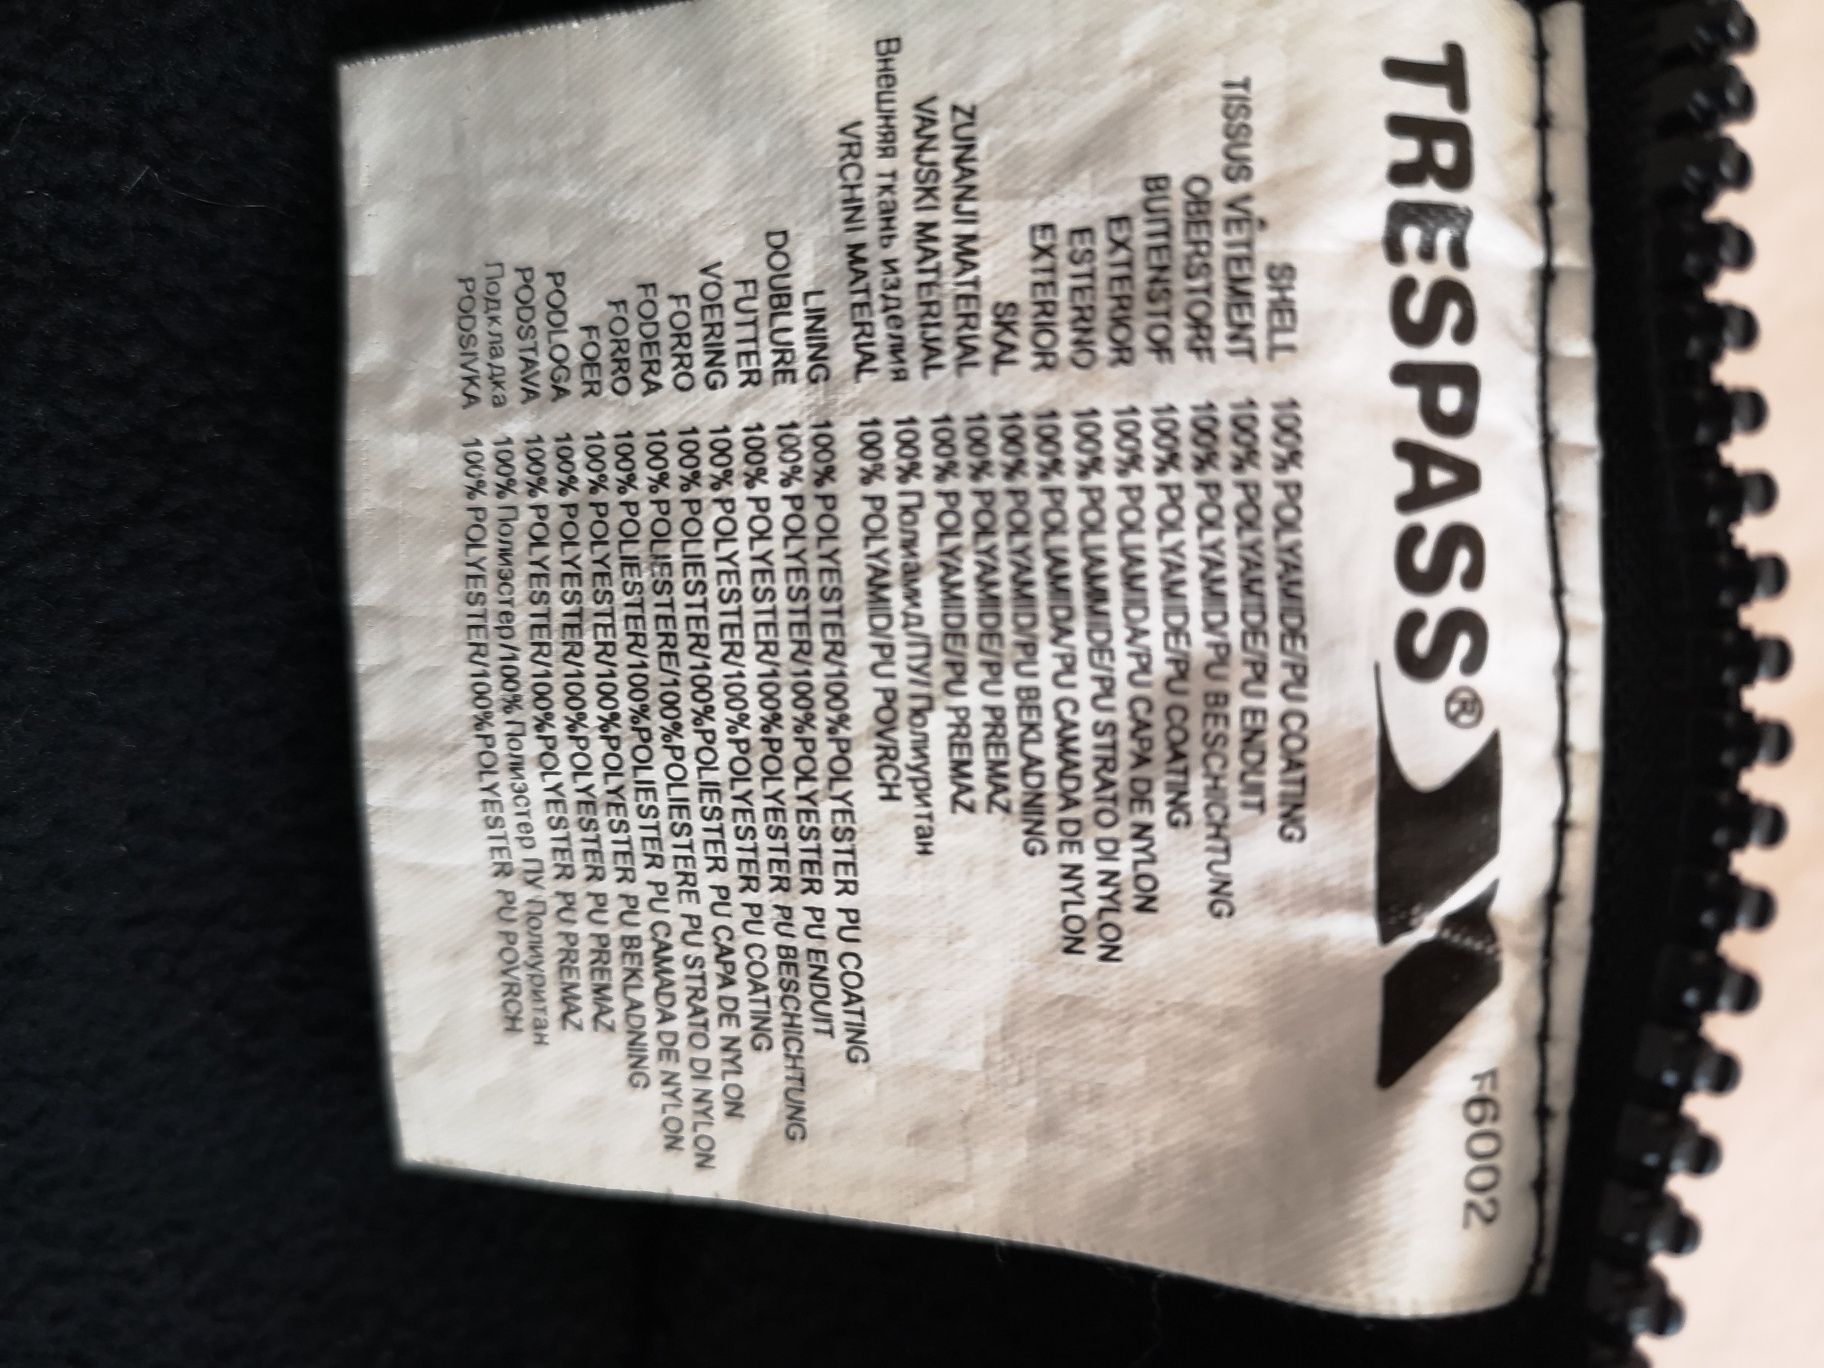 TRESPASS® F6002
SHELL 100% POLYAMIDE/PU COATING
TISSUS VÊTEMENT 100% POLYAMIDE/PU ENDUIT
OBERSTORF 100% POLYAMID/PU BESCHICHTUNG
BUITENSTOF 100% POLYAMIDE/PU COATING
EXTERIOR 100% POLIAMIDA/PU CAPA DE NYLON
ESTERNO 100% POLIAMMIDE/PU STRATO DI NYLON
EXTERIOR 100% POLIAMIDA/PU CAMADA DE NYLON
SKAL 100% POLYAMID/PU BEKLADNING
ZUNANJI MATERIAL 100% POLYAMIDE/PU PREMAZ
VANJSKI MATERIJAL 100% POLYAMIDE/PU PREMAZ
Внешняя ткань изделия 100% Полиамид/ПУ/Полиуритан
VRCHNI MATERIAL 100% POLYAMID/PU POVRCH
LINING 100% POLYESTER/100%POLYESTER PU COATING
DOUBLURE 100% POLYESTER/100%POLYESTER PU ENDUIT
FUTTER 100% POLYESTER/100%POLYESTER PU BESCHICHTUNG
VOERING 100% POLYESTER/100%POLYESTER PU COATING
FORRO 100% POLIESTER/100%POLIESTER PU CAPA DE NYLON
FODERA 100% POLIESTERE/100%POLIESTERE PU STRATO DI NYLON
FORRO 100% POLIESTER/100%POLIESTER PU CAMADA DE NYLON
FOER 100% POLYESTER/100%POLYESTER PU BEKLADNING
PODLOGA 100% POLYESTER/100%POLYESTER PU PREMAZ
PODSTAVA 100% POLYESTER/100%POLYESTER PU PREMAZ
Подкладка 100% Полиэстер/100% Полиэстер ПУ Полиуритан
PODSIVKA 100% POLYESTER/100%POLYESTER PU POVRCH